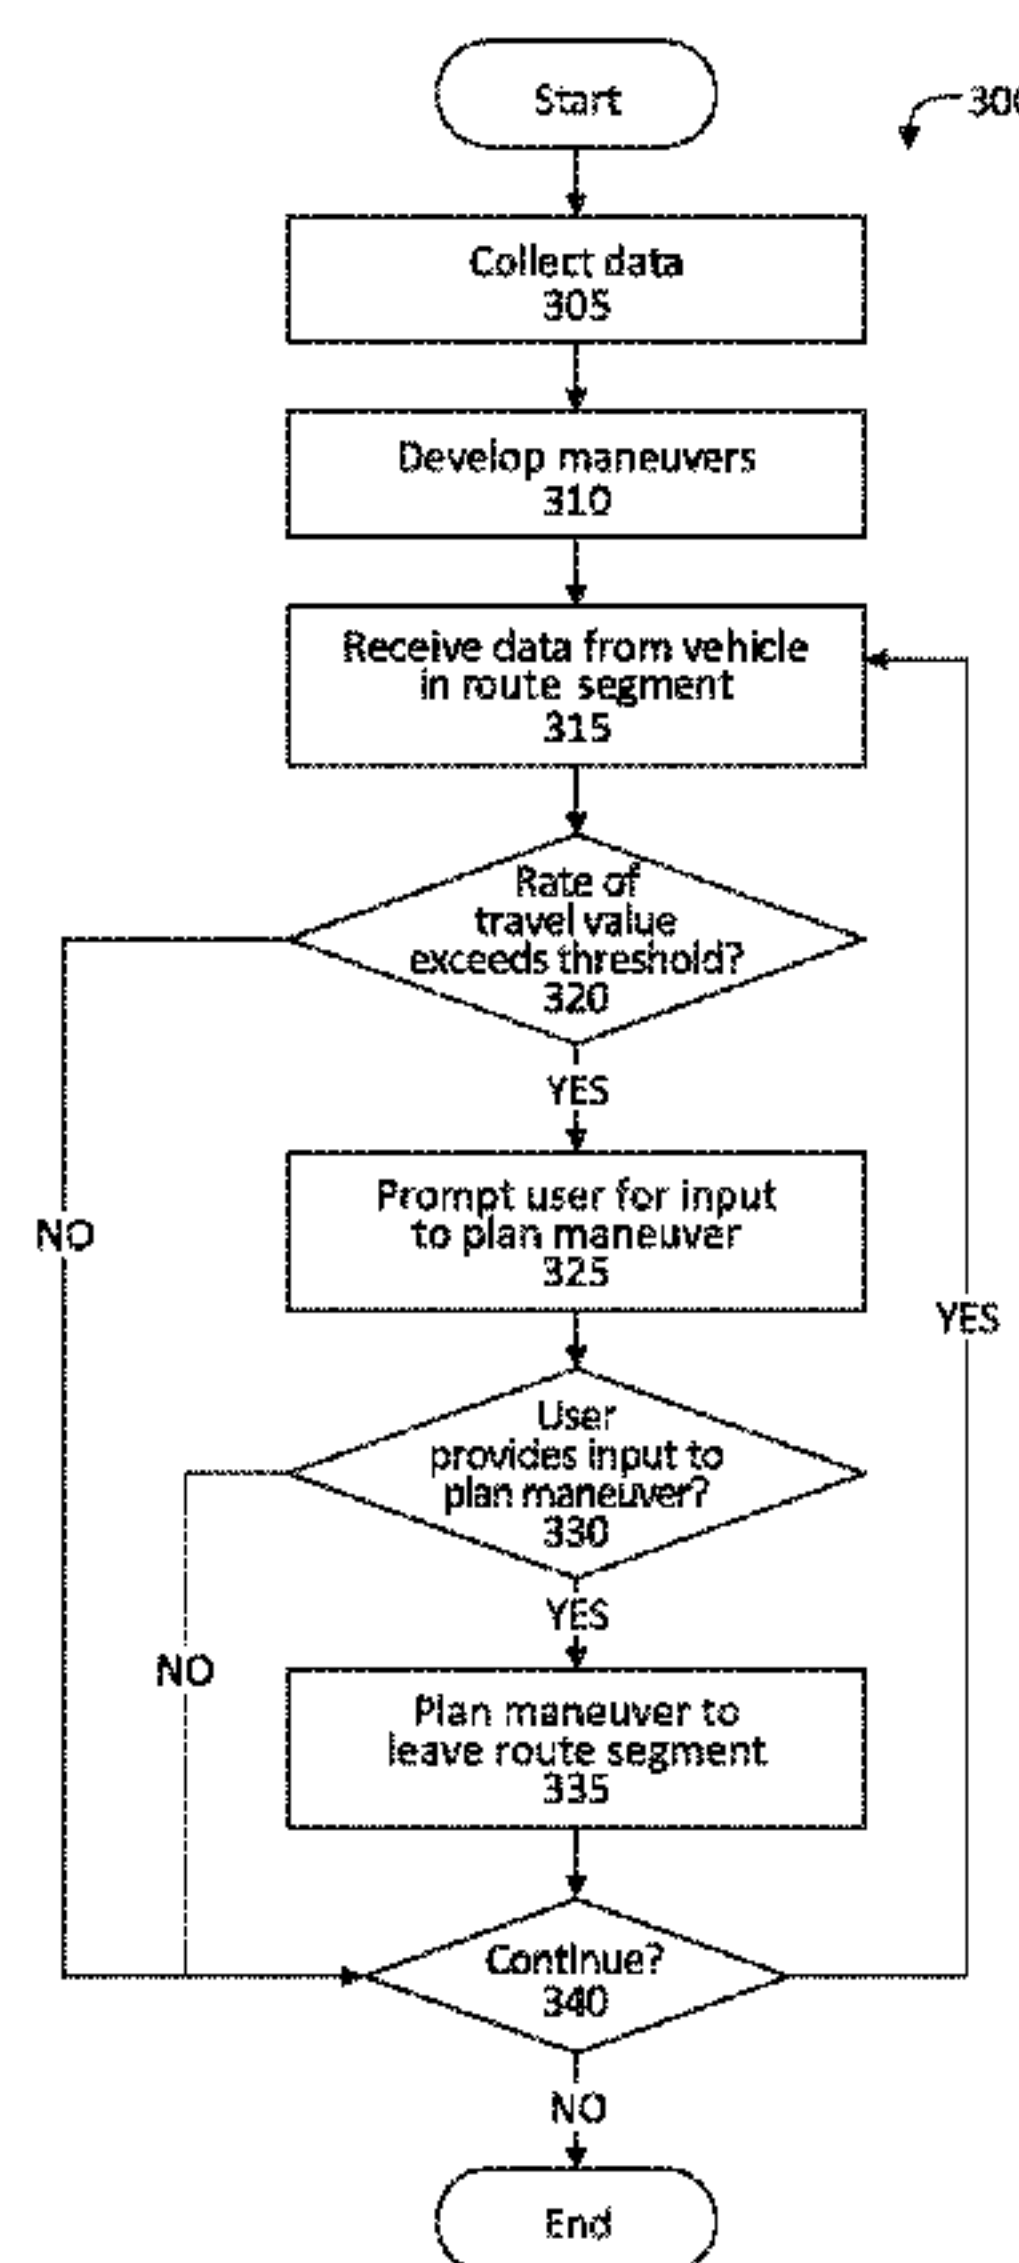 Start
300
Collect data
305
Develop maneuvers
310
Receive data from vehicle
in route segment
315
Rate of
travel value
exceeds threshold?
320
YES
Prompt user for input
to plan maneuver
325
NO
YES
User
provides input to
plan maneuver?
330
YES
NO
Plan maneuver to
leave route segment
335
Continue?
340
NO
End